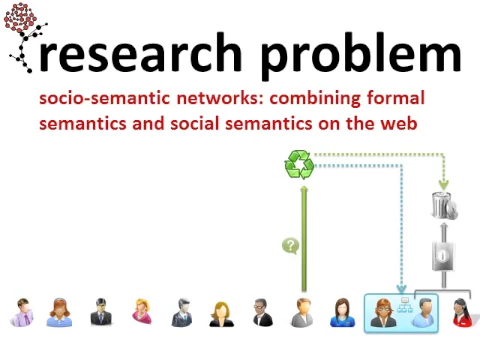 research problem
socio-semantic networks: combining formal
semantics and social semantics on the web
?